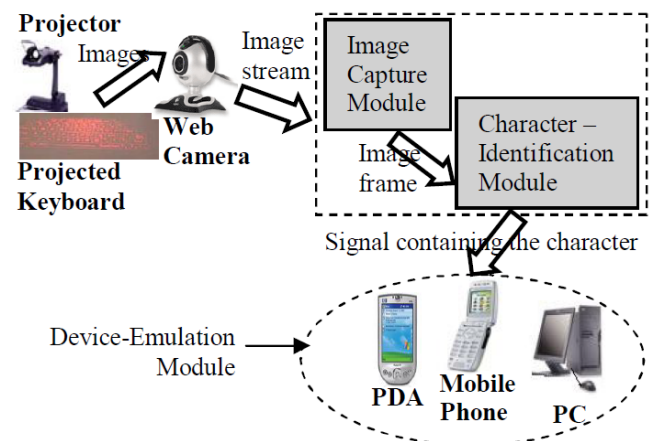 Projector
Images
Projected
Keyboard
Web
Camera
Image
stream
Image
Capture
Module
Image
frame
Character –
Identification
Module
Signal containing the character
Device-Emulation
Module
PDA
Mobile
Phone
PC